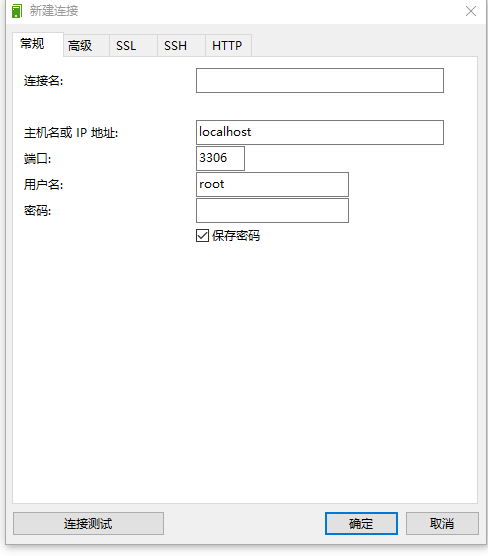 新建连接
常规 高级 SSL SSH HTTP
连接名:
主机名或 IP 地址: localhost
端口: 3306
用户名: root
密码:
保存密码
连接测试 确定 取消